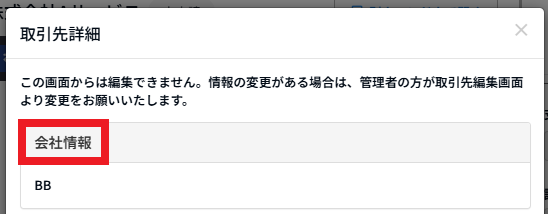 取引先詳細
この画面からは編集できません。情報の変更がある場合は、管理者の方が取引先編集画面
より変更をお願いいたします。
会社情報
BB